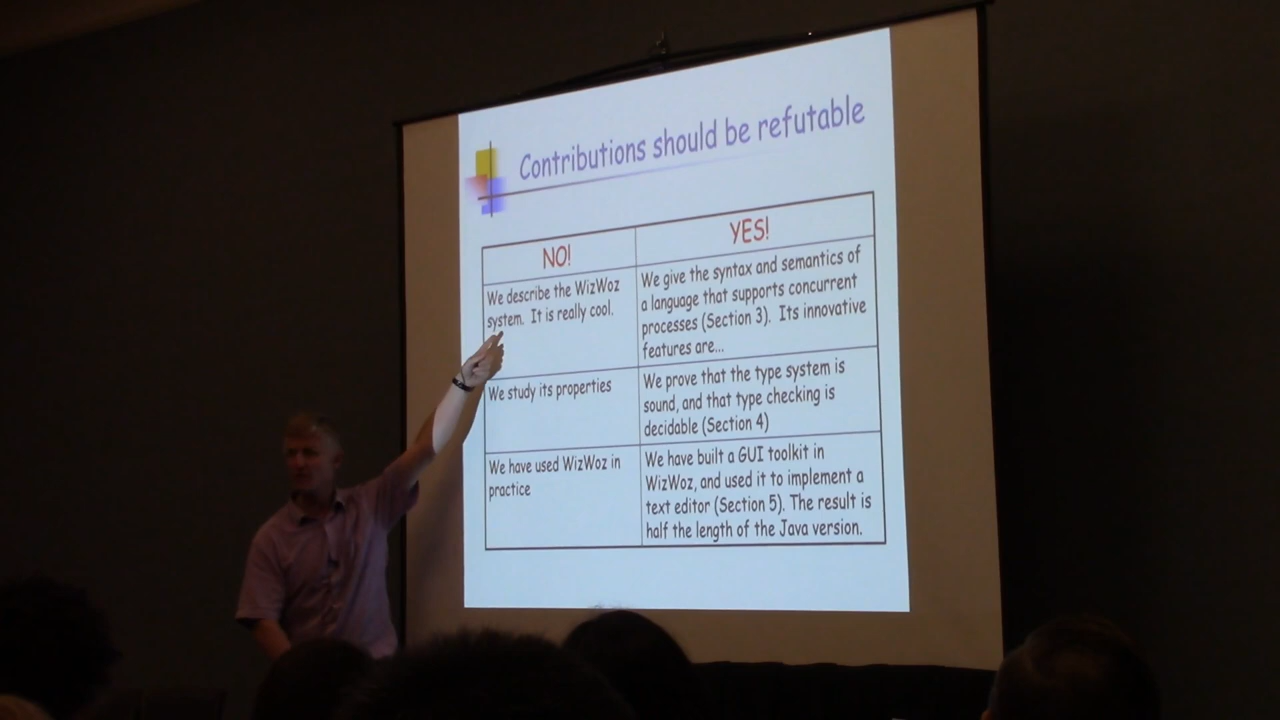 Contributions should be refutable
NO!
YES!
We describe the WizWoz
system. It is really cool.
We give the syntax and semantics of
a language that supports concurrent
processes (Section 3). Its innovative
features are...
We study its properties
We prove that the type system is
sound, and that type checking is
decidable (Section 4)
We have used WizWoz in
practice
We have built a GUI toolkit in
WizWoz, and used it to implement a
text editor (Section 5). The result is
half the length of the Java version.